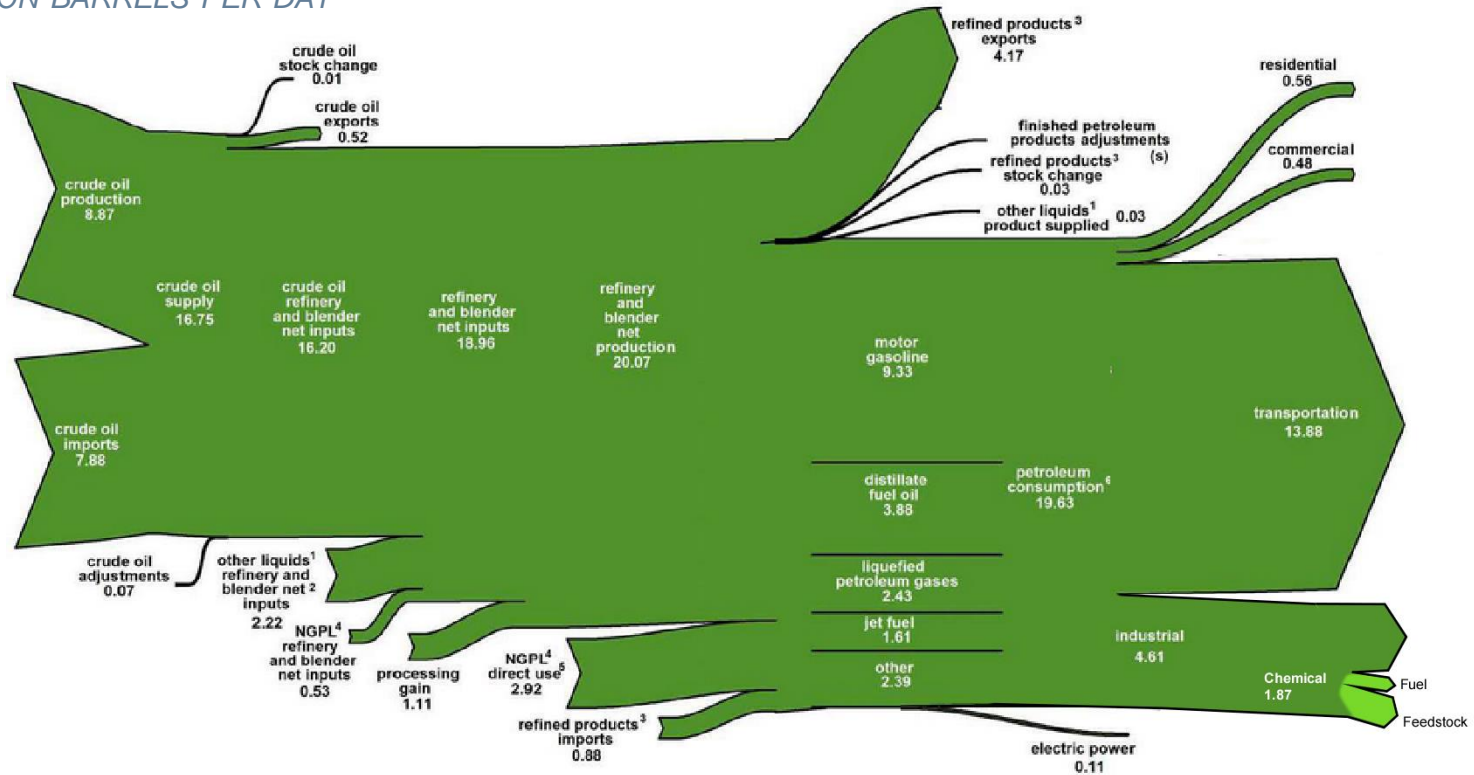 ON BARRELS PER DAY
crude oil
stock change
0.01
crude oil
exports
0.52
crude oil
production
8.87
crude oil
supply
16.75
crude oil
refinery
and blender
net inputs
16.20
refinery
and blender
net inputs
18.96
refinery
and
blender
net
production
20.07
crude oil
imports
7.88
crude oil
adjustments
0.07
other liquids¹
refinery and
blender net ²
inputs
2.22
NGPL⁴
refinery
and blender
net inputs
0.53
processing
gain
1.11
NGPL⁴
direct use⁵
2.92
refined products³
imports
0.88
refined products³
exports
4.17
finished petroleum
products adjustments
(s)
refined products³
stock change
0.03
other liquids¹
product supplied
0.03
residential
0.56
commercial
0.48
motor
gasoline
9.33
distillate
fuel oil
3.88
liquefied
petroleum gases
2.43
jet fuel
1.61
other
2.39
petroleum
consumption⁶
19.63
transportation
13.88
industrial
4.61
Chemical
1.87
Fuel
Feedstock
electric power
0.11